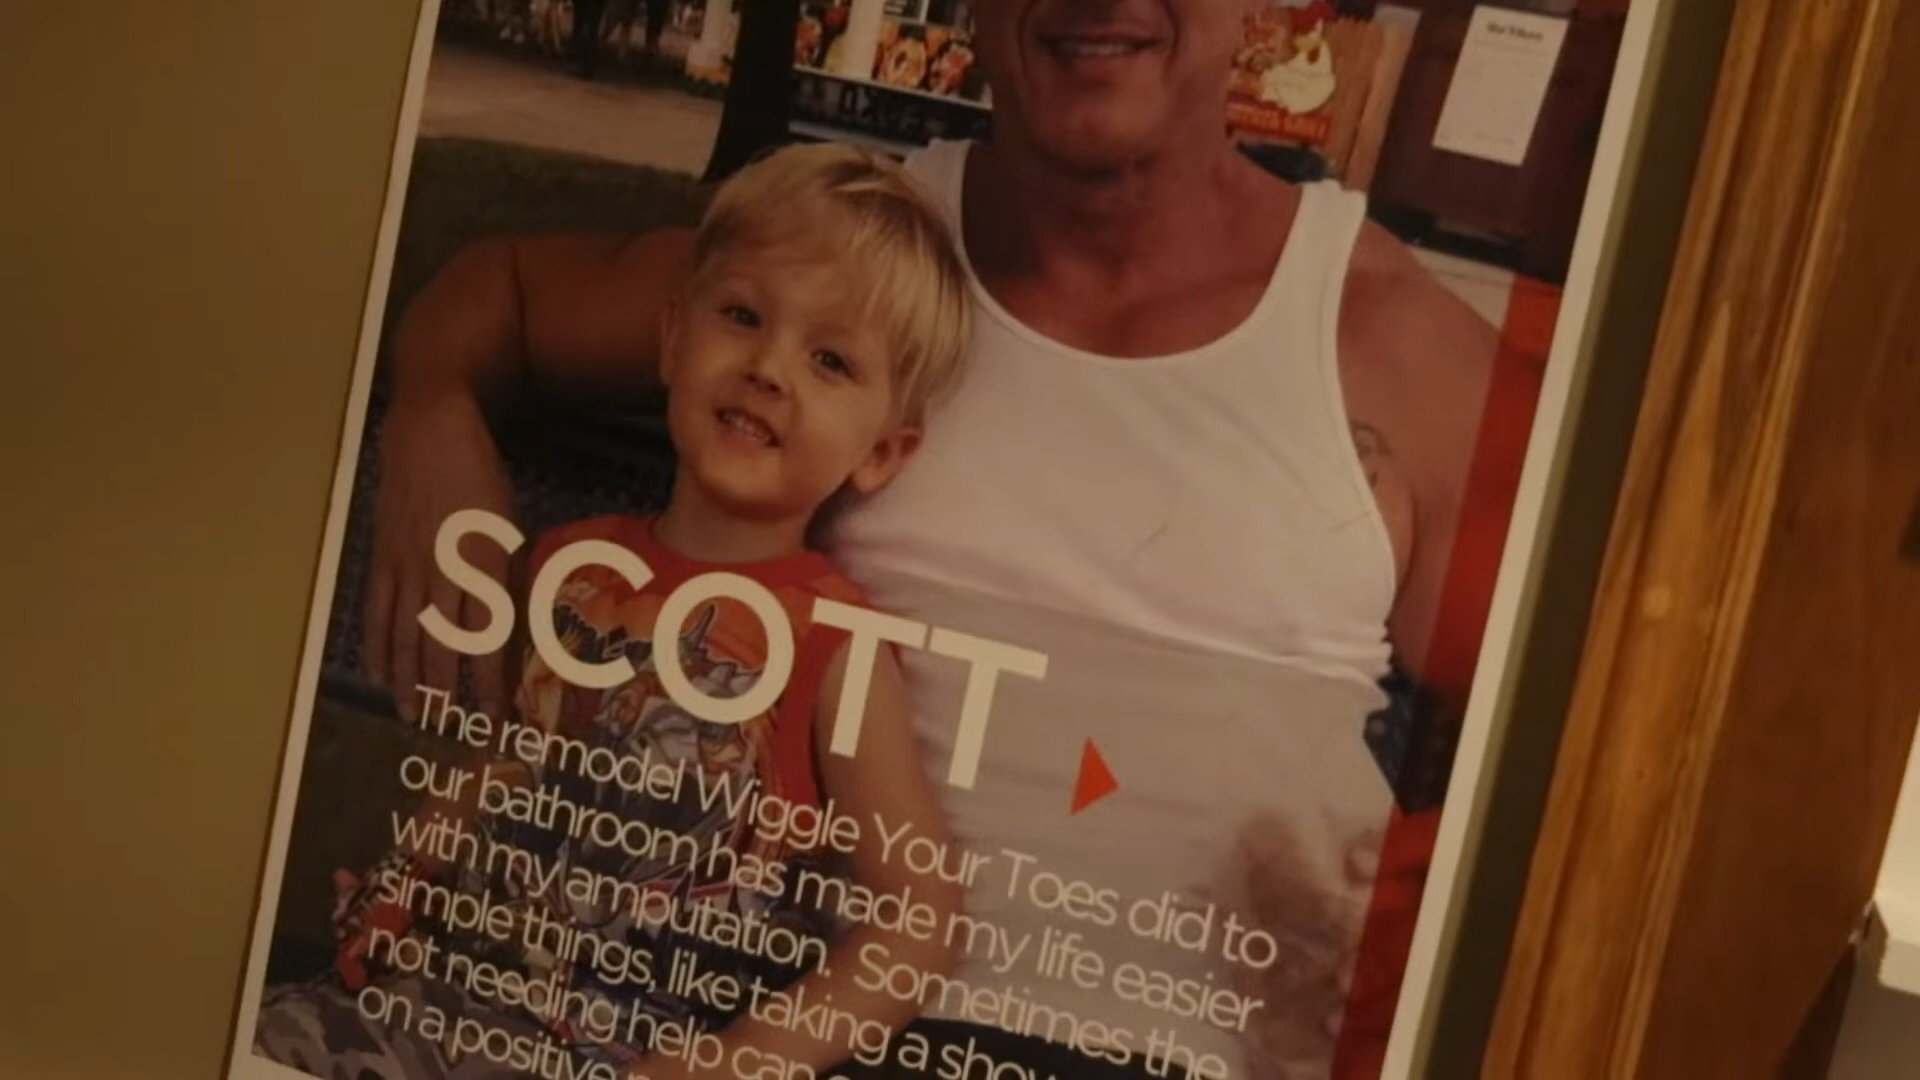 SCOTT
The remodel Wiggle Your Toes did to
our bathroom has made my life easier
with my amputation. Sometimes the
simple things, like taking a
not needing help can
on a positive